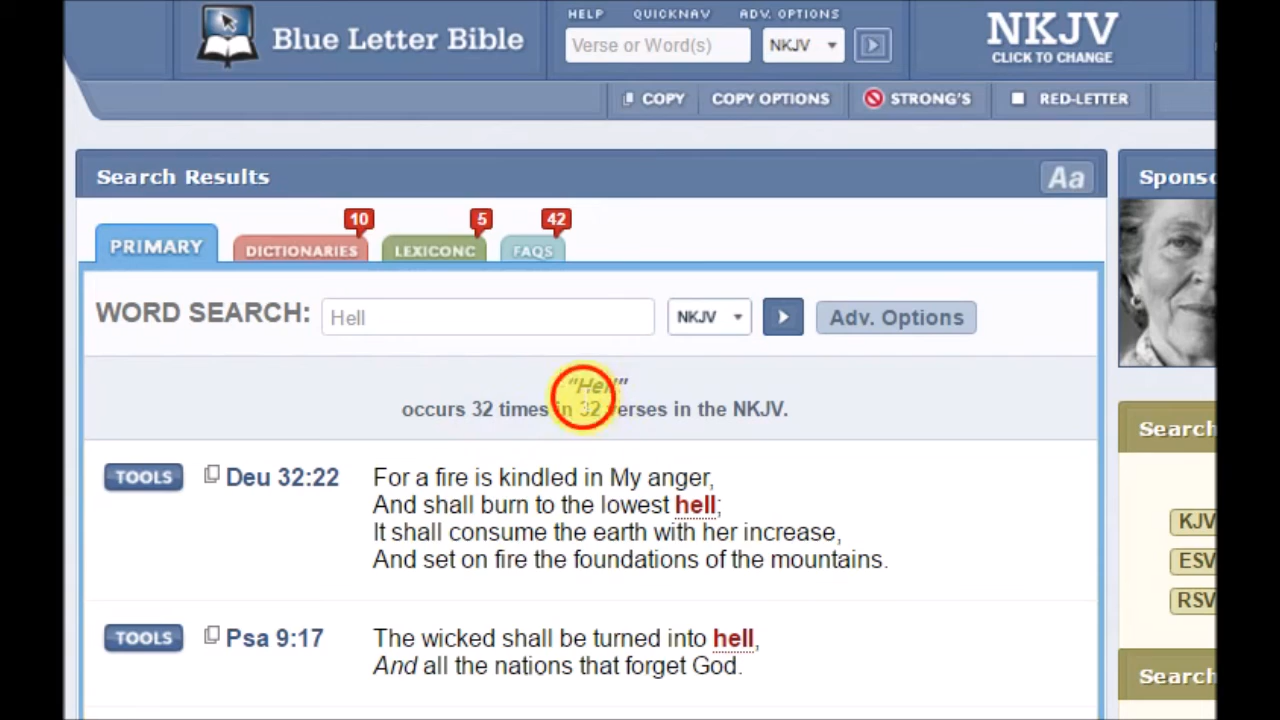 HELP QUICKNAV ADV. OPTIONS
Blue Letter Bible
Verse or Word(s)
NKJV
NKJV
CLICK TO CHANGE
COPY COPY OPTIONS STRONG'S RED-LETTER
Search Results
Aa
10 5 42
PRIMARY DICTIONARIES LEXICONC FAQS
WORD SEARCH: Hell NKJV Adv. Options
"Hell"
occurs 32 times in 32 verses in the NKJV.
TOOLS Deu 32:22 For a fire is kindled in My anger,
And shall burn to the lowest hell;
It shall consume the earth with her increase,
And set on fire the foundations of the mountains.
TOOLS Psa 9:17 The wicked shall be turned into hell,
And all the nations that forget God.
Search
KJV
ESV
RSV
Search